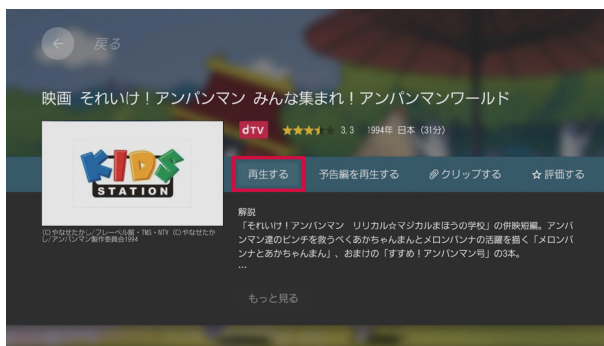 戻る
映画 それいけ!アンパンマン みんな集まれ!アンパンマンワールド
dTV ★★★ 3.3 1994年 日本 (31分)
KIDS
STATION
再生する 予告編を再生する クリップする ☆評価する
(C)やなせたかし/フレーベル館・TMS・NTV (C)やなせたか
し/アンパンマン製作委員会1994
解説
「それいけ!アンパンマン リリカル☆マジカルまほうの学校」の併映短編。アンパ
ンマン達のピンチを救うべくあかちゃんまんとメロンパンナの活躍を描く「メロンパ
ンナとあかちゃんまん」、おまけの「すすめ!アンパンマン号」の3本。
…
もっと見る